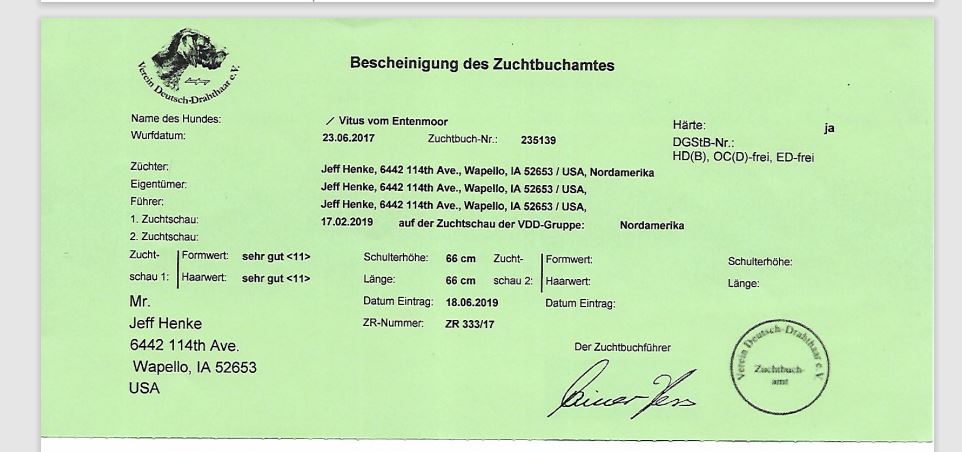 Verein Deutsch-Drahthaar e.V.
Bescheinigung des Zuchtbuchamtes
Name des Hundes: / Vitus vom Entenmoor
Wurfdatum: 23.06.2017 Zuchtbuch-Nr.: 235139
Härte: ja
DGStB-Nr.:
HD(B), OC(D)-frei, ED-frei
Züchter: Jeff Henke, 6442 114th Ave., Wapello, IA 52653 / USA, Nordamerika
Eigentümer: Jeff Henke, 6442 114th Ave., Wapello, IA 52653 / USA,
Führer: Jeff Henke, 6442 114th Ave., Wapello, IA 52653 / USA,
1. Zuchtschau: 17.02.2019 auf der Zuchtschau der VDD-Gruppe: Nordamerika
2. Zuchtschau:
Zucht- Formwert: sehr gut <11> Schulterhöhe: 66 cm Zucht- Formwert: Schulterhöhe:
schau 1: Haarwert: sehr gut <11> Länge: 66 cm schau 2: Haarwert: Länge:
Datum Eintrag: 18.06.2019 Datum Eintrag:
ZR-Nummer: ZR 333/17
Mr.
Jeff Henke
6442 114th Ave.
Wapello, IA 52653
USA
Der Zuchtbuchführer
Verein Deutsch-Drahthaar e.V.
Zuchtbuch-
amt